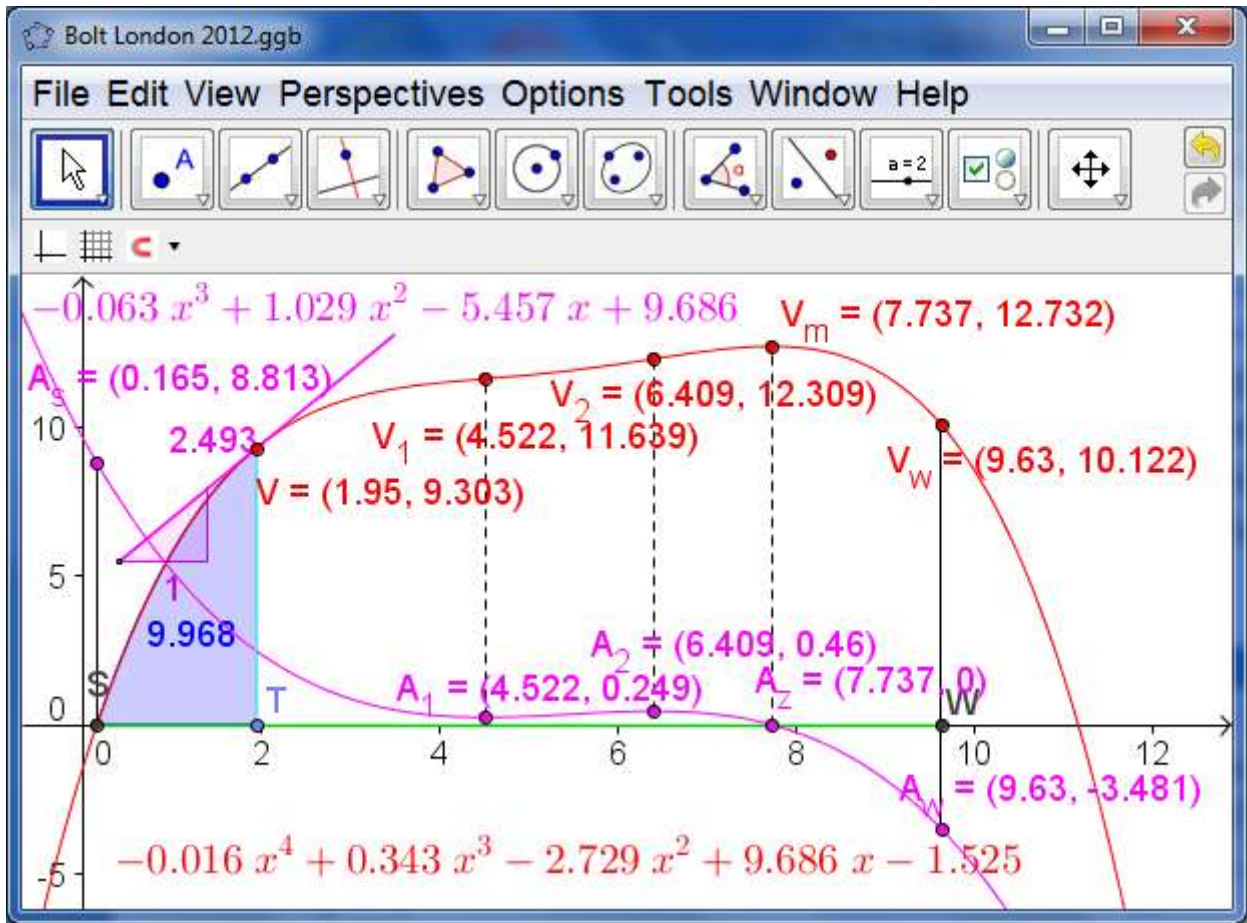 Bolt London 2012.ggb
File Edit View Perspectives Options Tools Window Help
A
α
a = 2
-0.063 x³ + 1.029 x² - 5.457 x + 9.686
V_m = (7.737, 12.732)
A_s = (0.165, 8.813)
V_2 = (6.409, 12.309)
10
2.493
V_1 = (4.522, 11.639)
V_w = (9.63, 10.122)
V = (1.95, 9.303)
5
1
9.968
A_2 = (6.409, 0.46)
S
A_1 = (4.522, 0.249)
A_z = (7.737, 0)
0
T
W
0 2 4 6 8 10 12
A_w = (9.63, -3.481)
-0.016 x⁴ + 0.343 x³ - 2.729 x² + 9.686 x - 1.525
-5